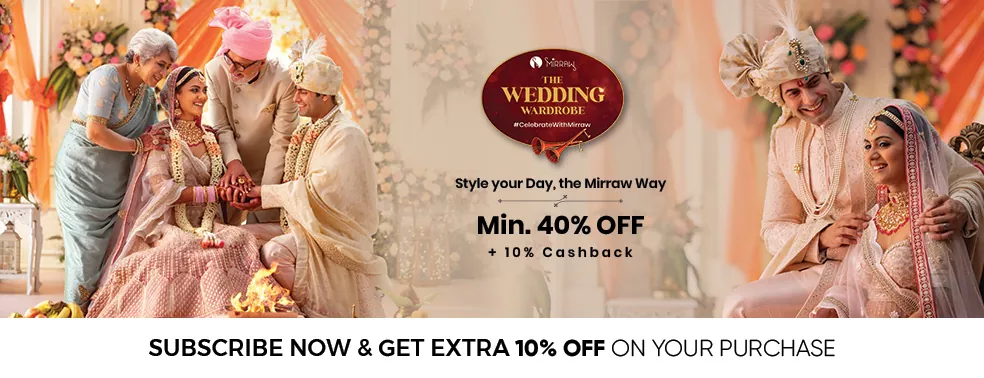 MIRRAW
THE
WEDDING
WARDROBE
#CelebrateWithMirraw
Style your Day, the Mirraw Way
Min. 40% OFF
+ 10% Cashback
SUBSCRIBE NOW & GET EXTRA 10% OFF ON YOUR PURCHASE